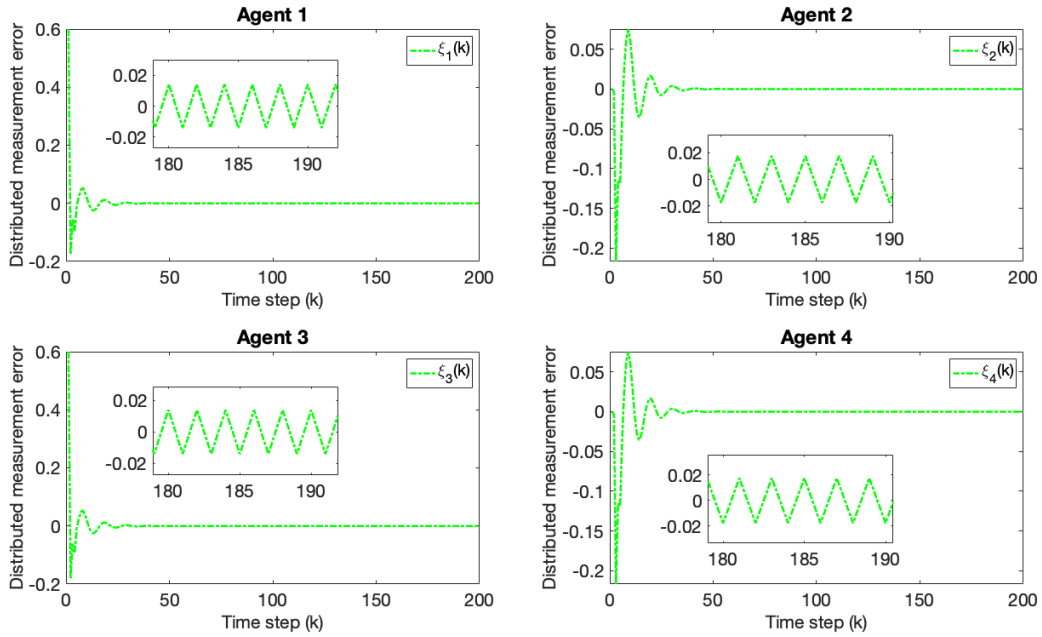 Agent 1
Distributed measurement error
0.6
0.4
0.2
0
-0.2
ξ1(k)
0.02
0
-0.02
180 185 190
0 50 100 150 200
Time step (k)
Agent 2
Distributed measurement error
0.05
0
-0.05
-0.1
-0.15
-0.2
ξ2(k)
0.02
0
-0.02
180 185 190
0 50 100 150 200
Time step (k)
Agent 3
Distributed measurement error
0.6
0.4
0.2
0
-0.2
ξ3(k)
0.02
0
-0.02
180 185 190
0 50 100 150 200
Time step (k)
Agent 4
Distributed measurement error
0.05
0
-0.05
-0.1
-0.15
-0.2
ξ4(k)
0.02
0
-0.02
180 185 190
0 50 100 150 200
Time step (k)